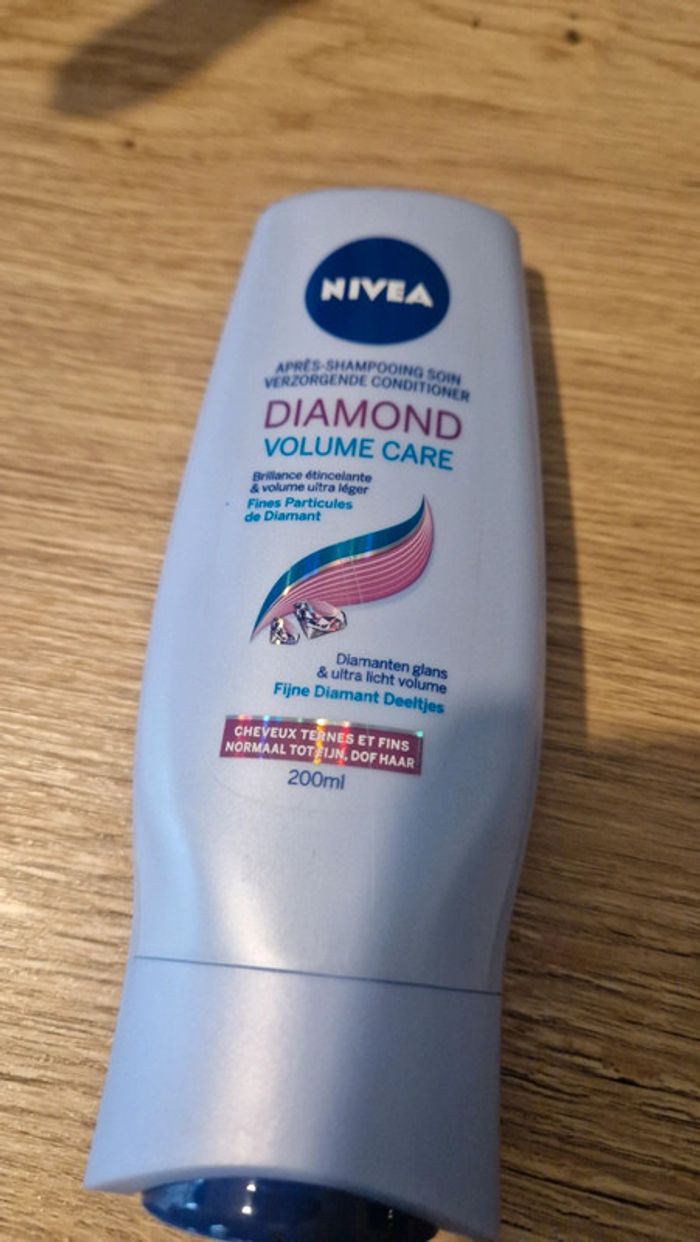 NIVEA
APRÈS-SHAMPOOING SOIN
VERZORGENDE CONDITIONER
DIAMOND
VOLUME CARE
Brillance étincelante
& volume ultra léger
Fines Particules
de Diamant
Diamanten glans
& ultra licht volume
Fijne Diamant Deeltjes
CHEVEUX TERNES ET FINS
NORMAAL TOT FIJN, DOF HAAR
200ml